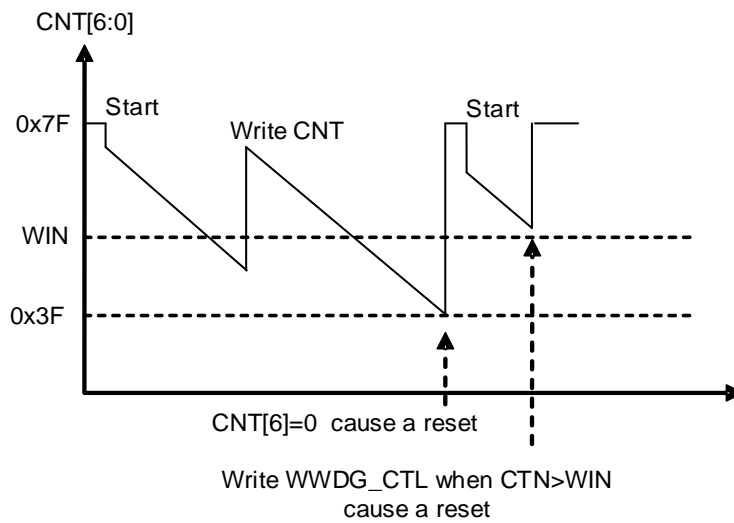 CNT[6:0]
Start
Start
0x7F
Write CNT
WIN
0x3F
CNT[6]=0 cause a reset
Write WWDG_CTL when CTN>WIN
cause a reset